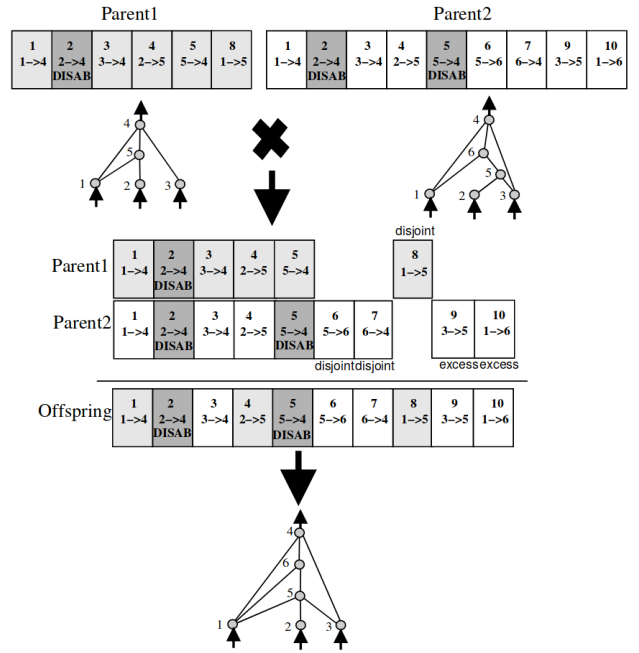 Parent1 Parent2
1 2 3 4 5 8 1 2 3 4 5 6 7 9 10
1->4 2->4 3->4 2->5 5->4 1->5 1->4 2->4 3->4 2->5 5->4 5->6 6->4 3->5 1->6
DISAB DISAB DISAB
4 4
5 6
5
1 2 3 1 2 3
disjoint
Parent1 1 2 3 4 5 8
1->4 2->4 3->4 2->5 5->4 1->5
DISAB
Parent2 1 2 3 4 5 6 7 9 10
1->4 2->4 3->4 2->5 5->4 5->6 6->4 3->5 1->6
DISAB DISAB
disjoint disjoint excess excess
Offspring 1 2 3 4 5 6 7 8 9 10
1->4 2->4 3->4 2->5 5->4 5->6 6->4 1->5 3->5 1->6
DISAB DISAB
4
6
5
1 2 3